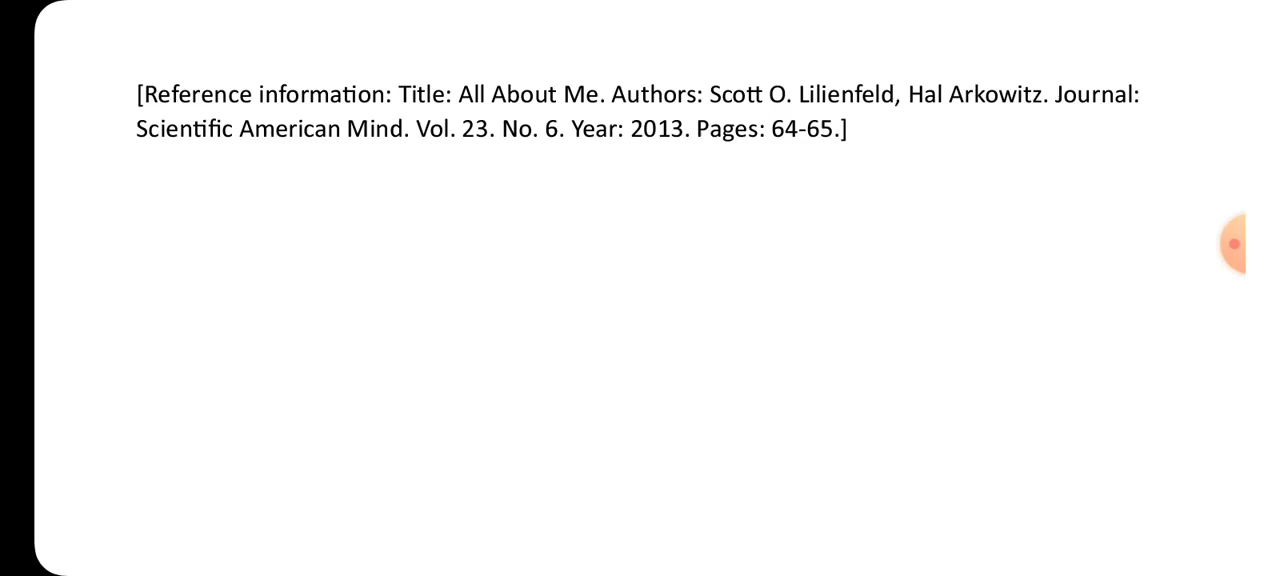 [Reference information: Title: All About Me. Authors: Scott O. Lilienfeld, Hal Arkowitz. Journal:
Scientific American Mind. Vol. 23. No. 6. Year: 2013. Pages: 64-65.]